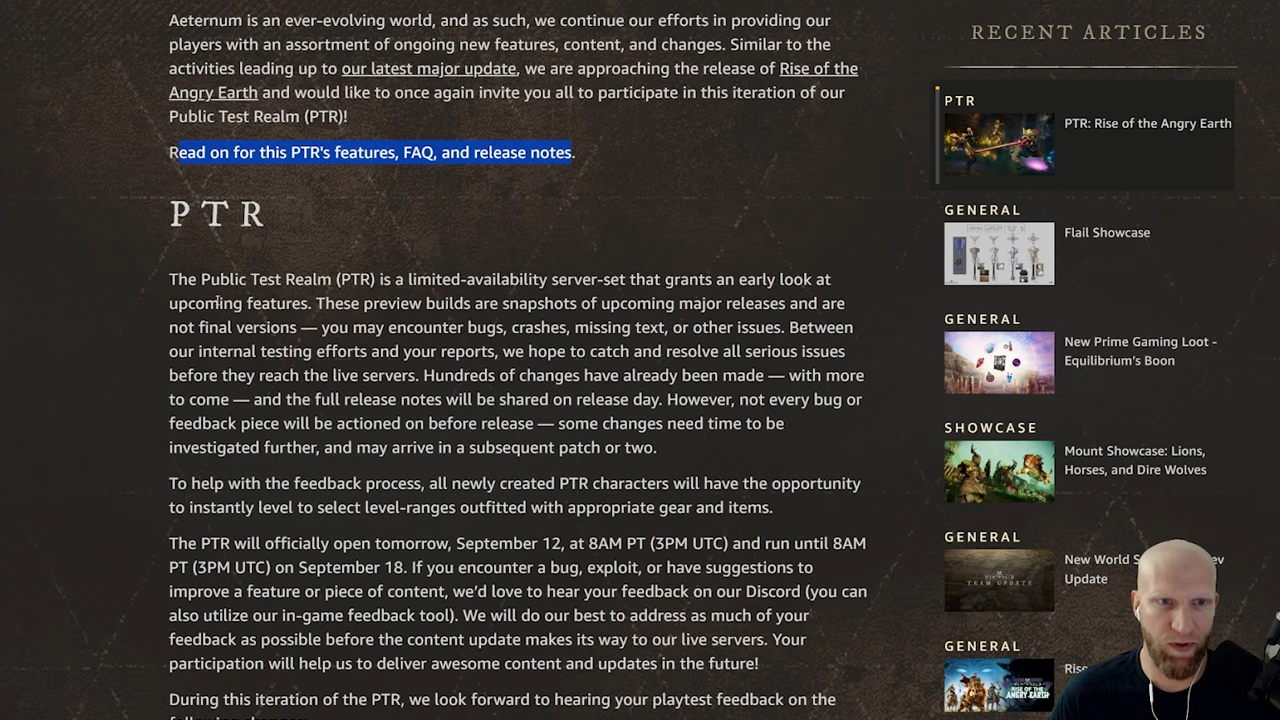 Aeternum is an ever-evolving world, and as such, we continue our efforts in providing our
players with an assortment of ongoing new features, content, and changes. Similar to the
activities leading up to our latest major update, we are approaching the release of Rise of the
Angry Earth and would like to once again invite you all to participate in this iteration of our
Public Test Realm (PTR)!
Read on for this PTR's features, FAQ, and release notes.
PTR
The Public Test Realm (PTR) is a limited-availability server-set that grants an early look at
upcoming features. These preview builds are snapshots of upcoming major releases and are
not final versions — you may encounter bugs, crashes, missing text, or other issues. Between
our internal testing efforts and your reports, we hope to catch and resolve all serious issues
before they reach the live servers. Hundreds of changes have already been made — with more
to come — and the full release notes will be shared on release day. However, not every bug or
feedback piece will be actioned on before release — some changes need time to be
investigated further, and may arrive in a subsequent patch or two.
To help with the feedback process, all newly created PTR characters will have the opportunity
to instantly level to select level-ranges outfitted with appropriate gear and items.
The PTR will officially open tomorrow, September 12, at 8AM PT (3PM UTC) and run until 8AM
PT (3PM UTC) on September 18. If you encounter a bug, exploit, or have suggestions to
improve a feature or piece of content, we'd love to hear your feedback on our Discord (you can
also utilize our in-game feedback tool). We will do our best to address as much of your
feedback as possible before the content update makes its way to our live servers. Your
participation will help us to deliver awesome content and updates in the future!
During this iteration of the PTR, we look forward to hearing your playtest feedback on the
RECENT ARTICLES
PTR
PTR: Rise of the Angry Earth
GENERAL
Flail Showcase
GENERAL
New Prime Gaming Loot -
Equilibrium's Boon
SHOWCASE
Mount Showcase: Lions,
Horses, and Dire Wolves
GENERAL
New World
Update
TEAM UPDATE
GENERAL
RISE OF THE
ANGRY EARTH